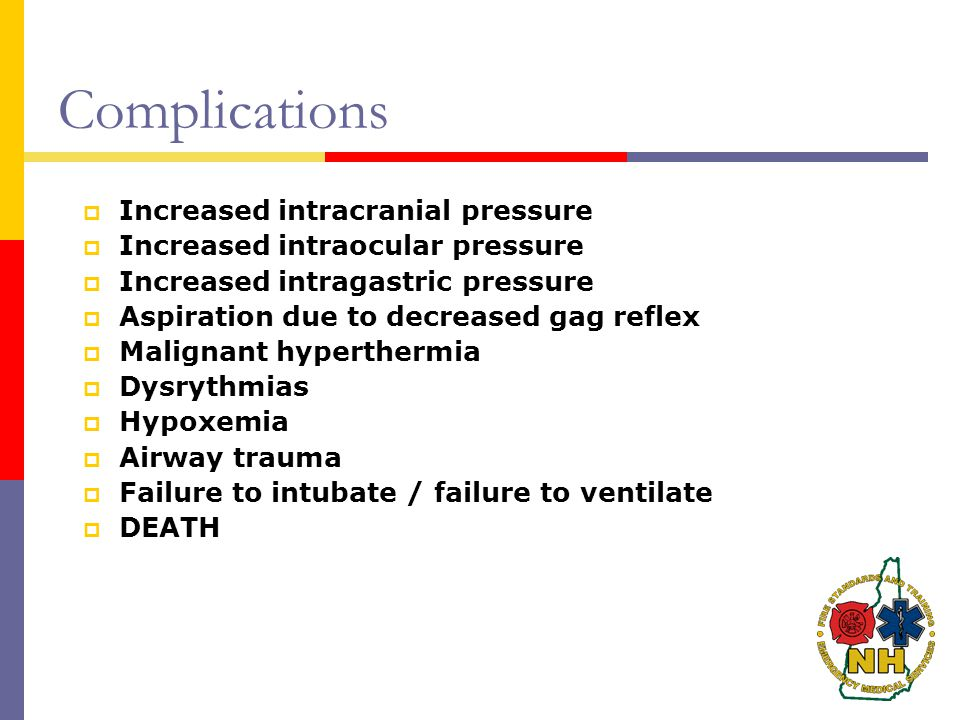 Complications
Increased intracranial pressure
Increased intraocular pressure
Increased intragastric pressure
Aspiration due to decreased gag reflex
Malignant hyperthermia
Dysrythmias
Hypoxemia
Airway trauma
Failure to intubate / failure to ventilate
DEATH
FIRE STANDARDS AND TRAINING
NH
EMERGENCY MEDICAL SERVICES